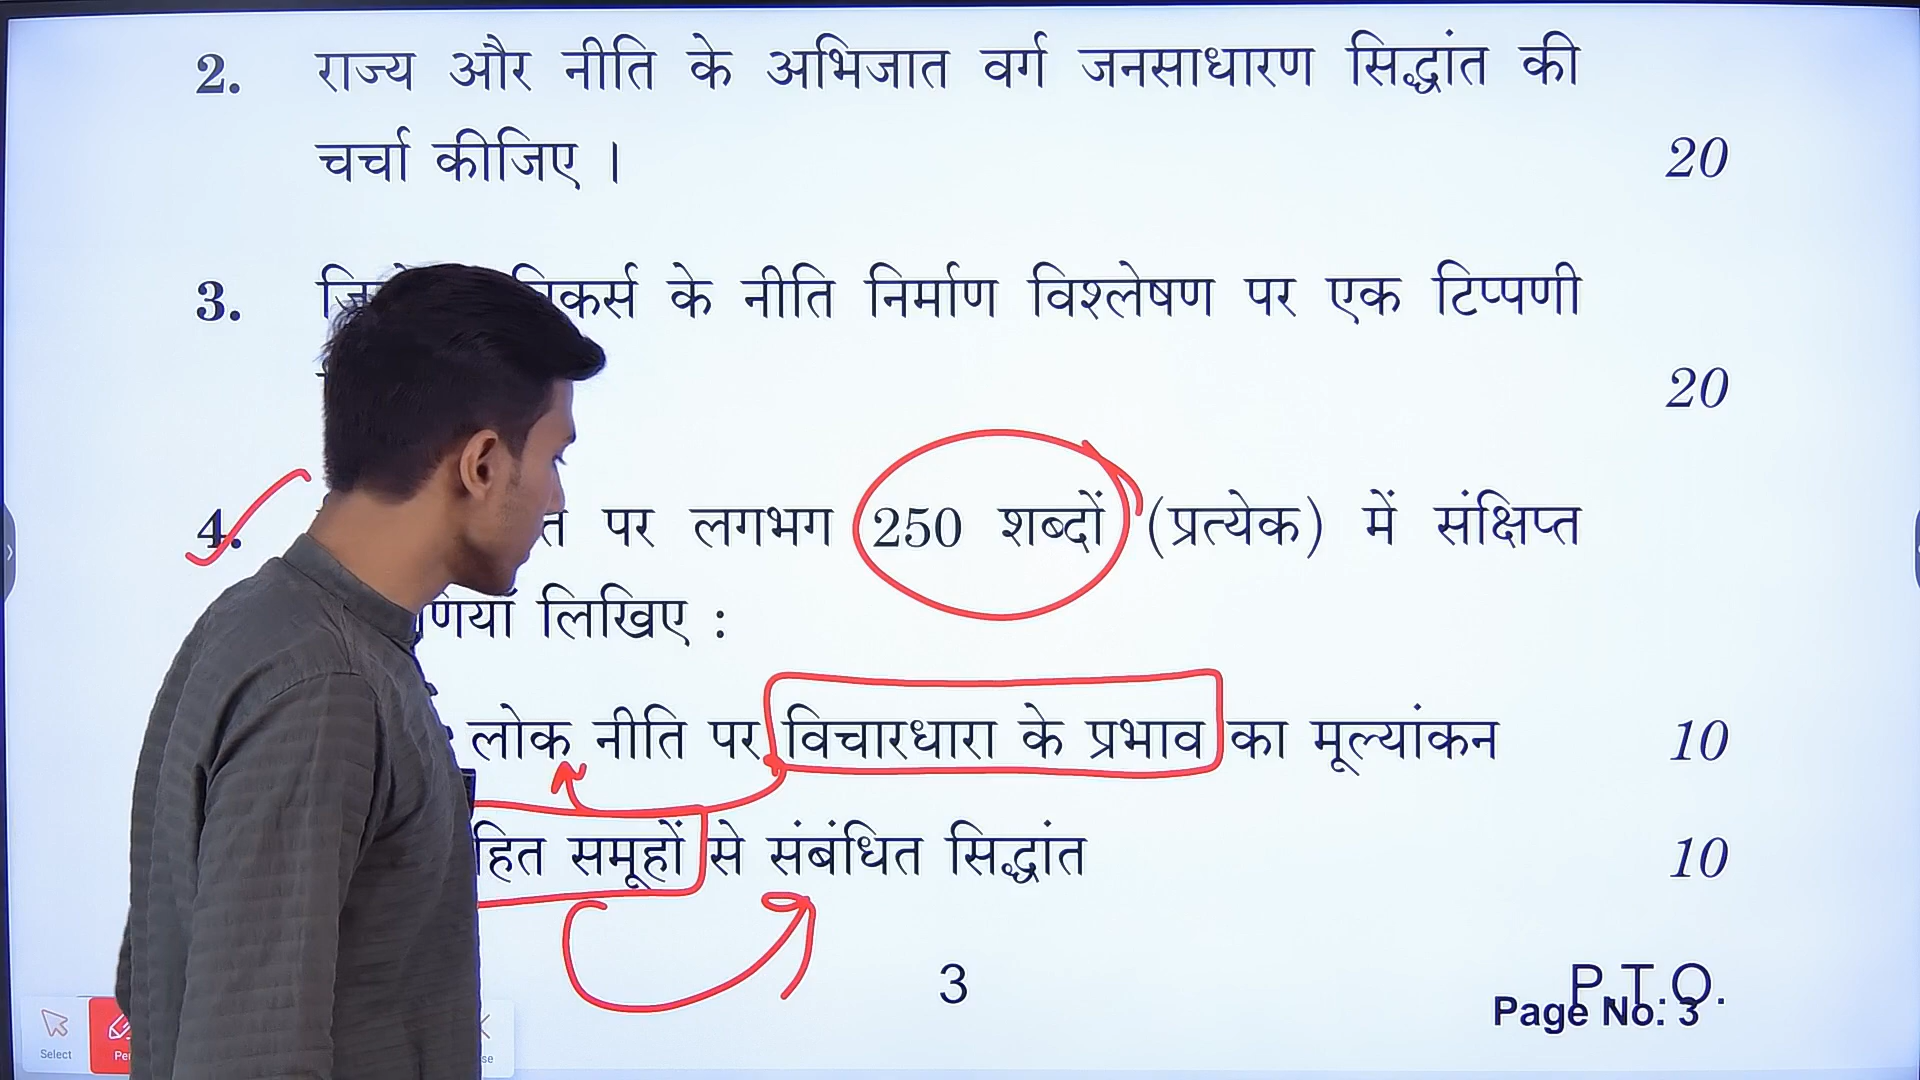 2. राज्य और नीति के अभिजात वर्ग जनसाधारण सिद्धांत की
चर्चा कीजिए । 20
3. के नीति निर्माण विश्लेषण पर एक टिप्पणी
20
4. पर लगभग 250 शब्दों (प्रत्येक) में संक्षिप्त
लिखिए :
लोक नीति पर विचारधारा के प्रभाव का मूल्यांकन 10
हित समूहों से संबंधित सिद्धांत 10
3
P.T.O.
Page No. 3
Select